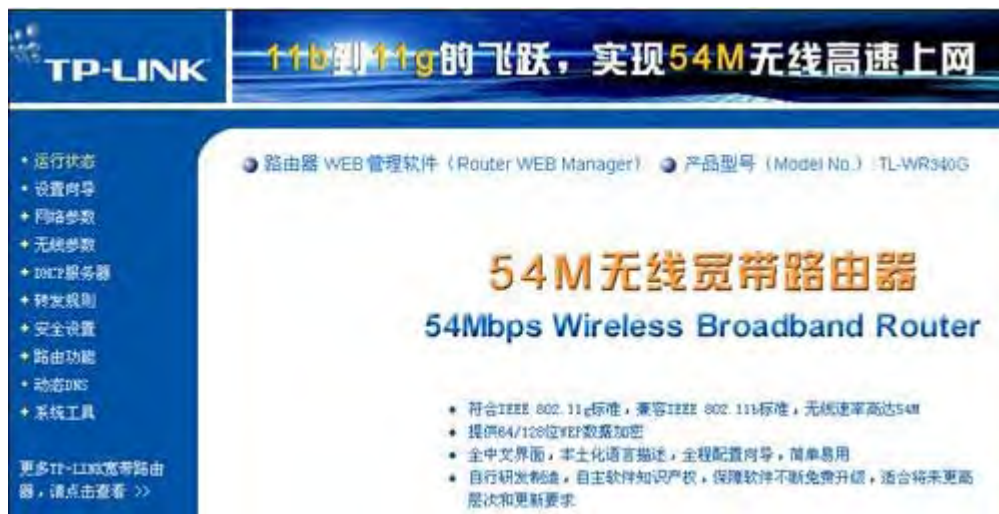 TP-LINK
11b到11g的飞跃，实现54M无线高速上网
• 运行状态
• 设置向导
+ 网络参数
+ 无线参数
+ DHCP服务器
+ 转发规则
+ 安全设置
+ 路由功能
• 动态DNS
+ 系统工具
更多TP-LINK宽带路由
器，请点击查看 >>
路由器 WEB 管理软件（Router WEB Manager） 产品型号（Model No.）:TL-WR340G
54M无线宽带路由器
54Mbps Wireless Broadband Router
• 符合IEEE 802.11g标准，兼容IEEE 802.11b标准，无线速率高达54M
• 提供64/128位WEP数据加密
• 全中文界面，本土化语言描述，全程配置向导，简单易用
• 自行研发制造，自主软件知识产权，保障软件不断免费升级，适合将来更高
层次和更新要求